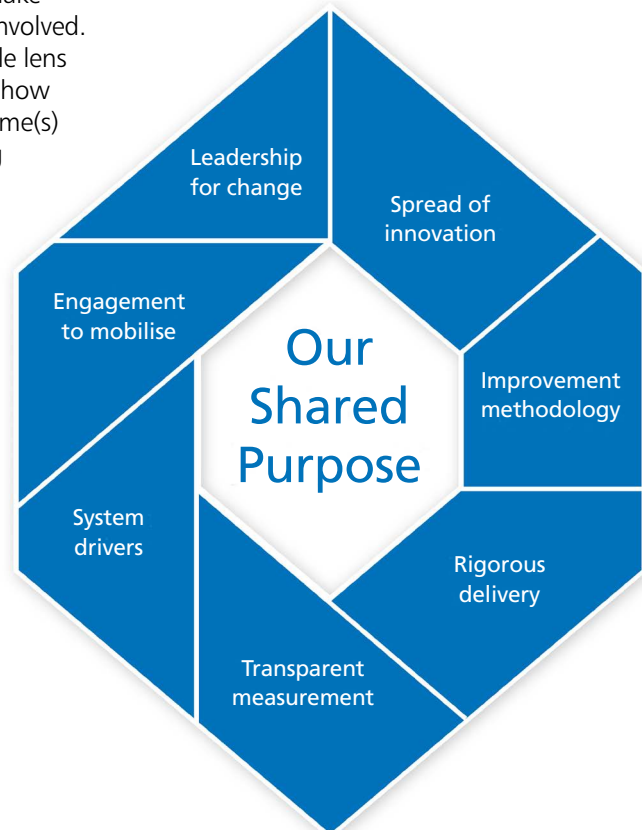 involved.
le lens
how
me(s)
Leadership
for change
Spread of
innovation
Engagement
to mobilise
Our
Shared
Purpose
Improvement
methodology
System
drivers
Rigorous
delivery
Transparent
measurement